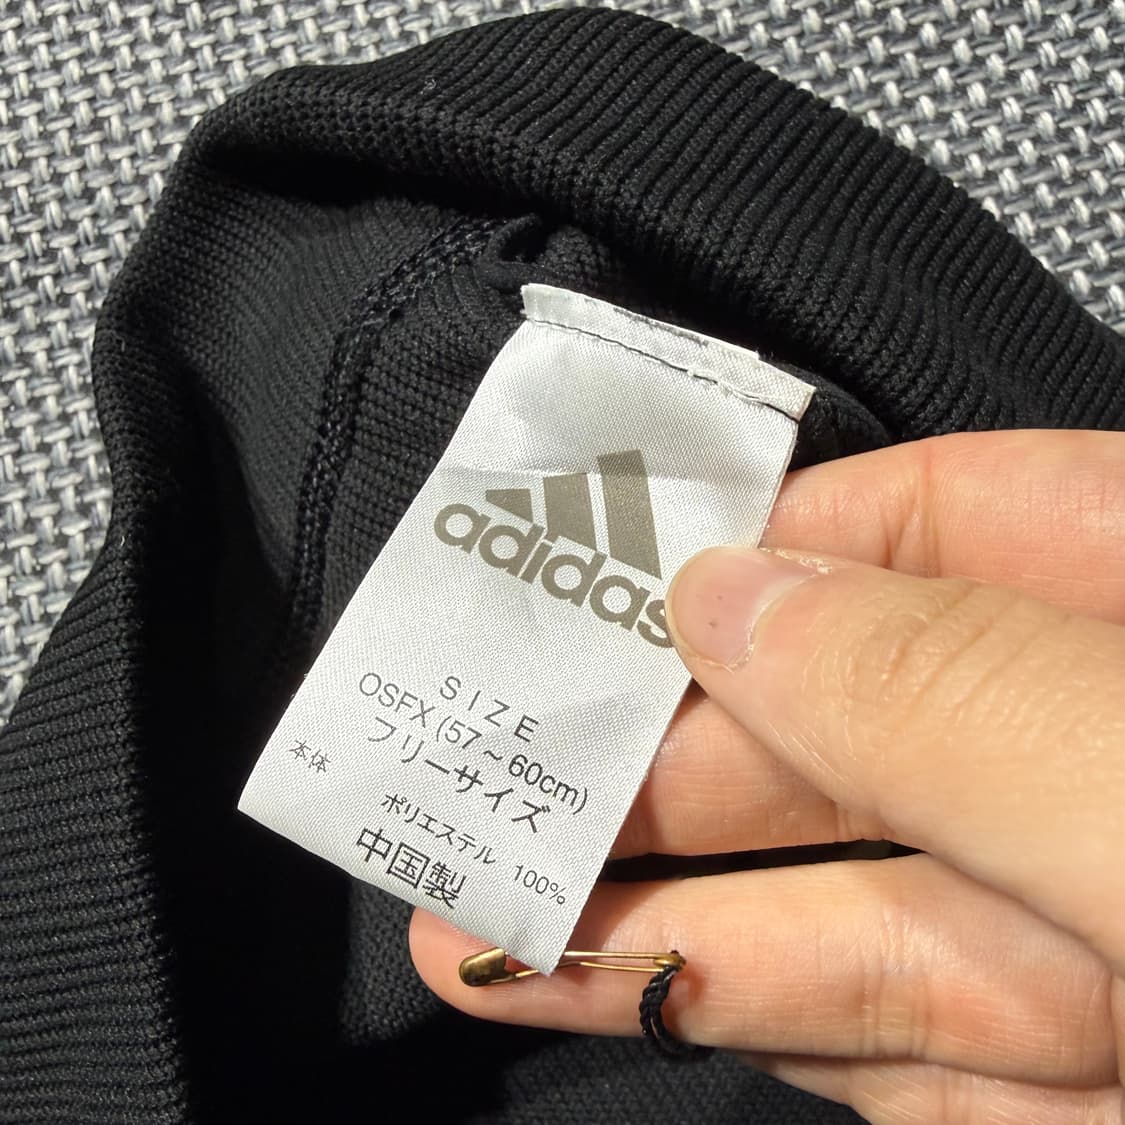 adidas
SIZE
OSFX (57～60cm)
フリーサイズ
本体
ポリエステル 100%
中国製